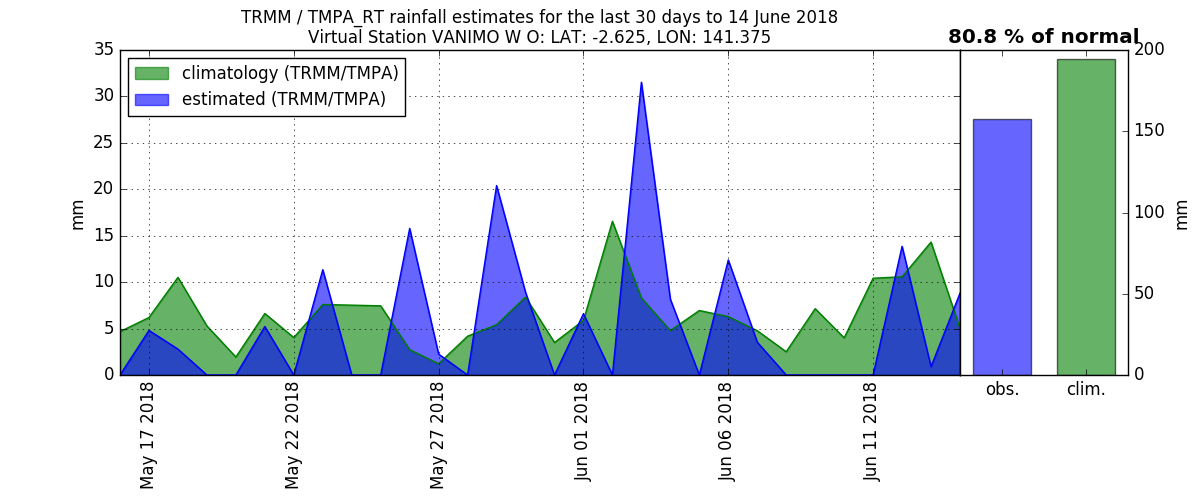 TRMM / TMPA_RT rainfall estimates for the last 30 days to 14 June 2018
Virtual Station VANIMO W O: LAT: -2.625, LON: 141.375
80.8 % of normal
climatology (TRMM/TMPA)
estimated (TRMM/TMPA)
mm
35
30
25
20
15
10
5
0
May 17 2018
May 22 2018
May 27 2018
Jun 01 2018
Jun 06 2018
Jun 11 2018
obs.
clim.
200
150
100
50
0
mm